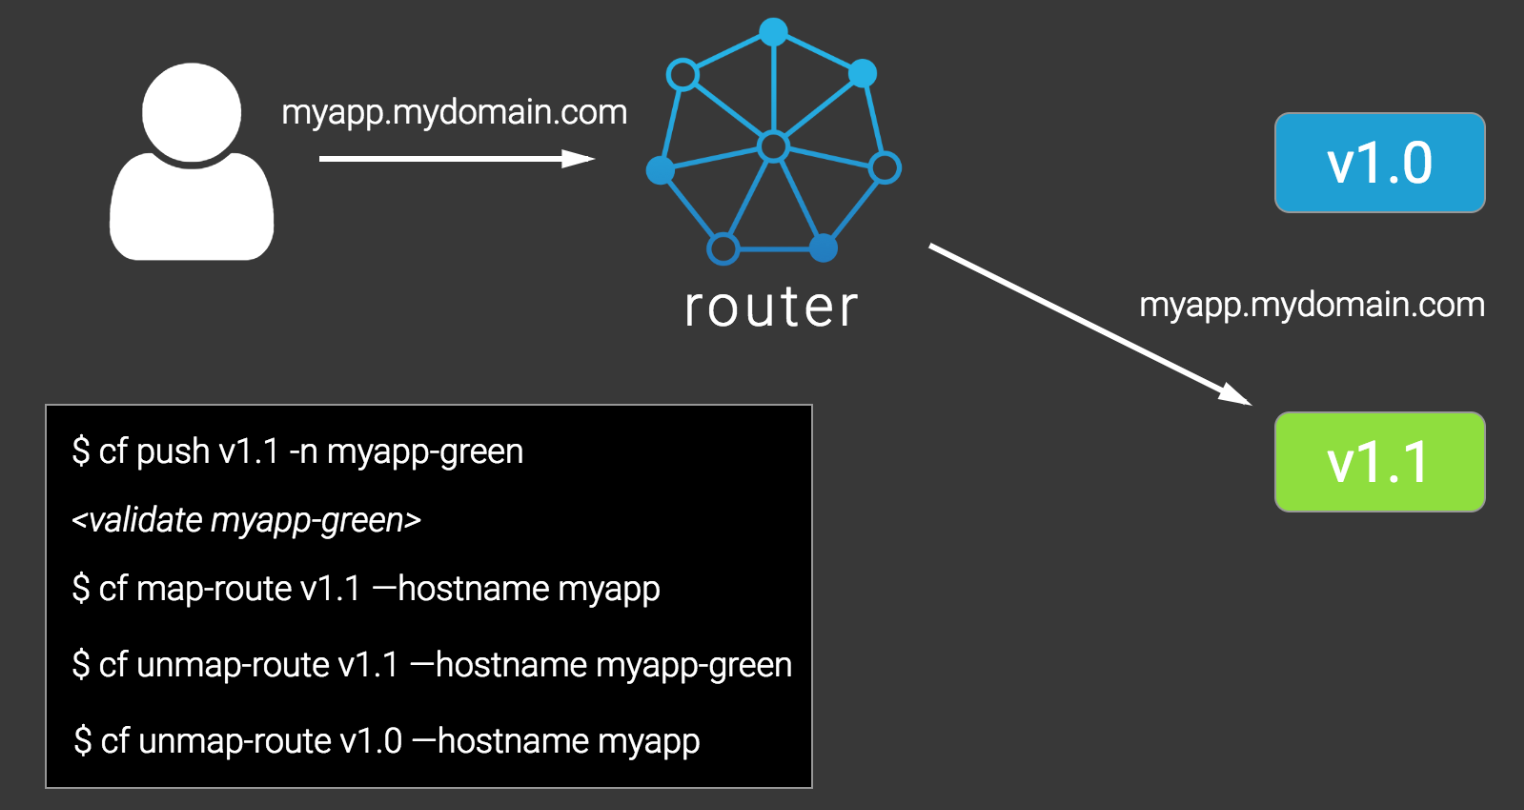 myapp.mydomain.com
v1.0
router
myapp.mydomain.com
v1.1
$ cf push v1.1 -n myapp-green
<validate myapp-green>
$ cf map-route v1.1 —hostname myapp
$ cf unmap-route v1.1 —hostname myapp-green
$ cf unmap-route v1.0 —hostname myapp